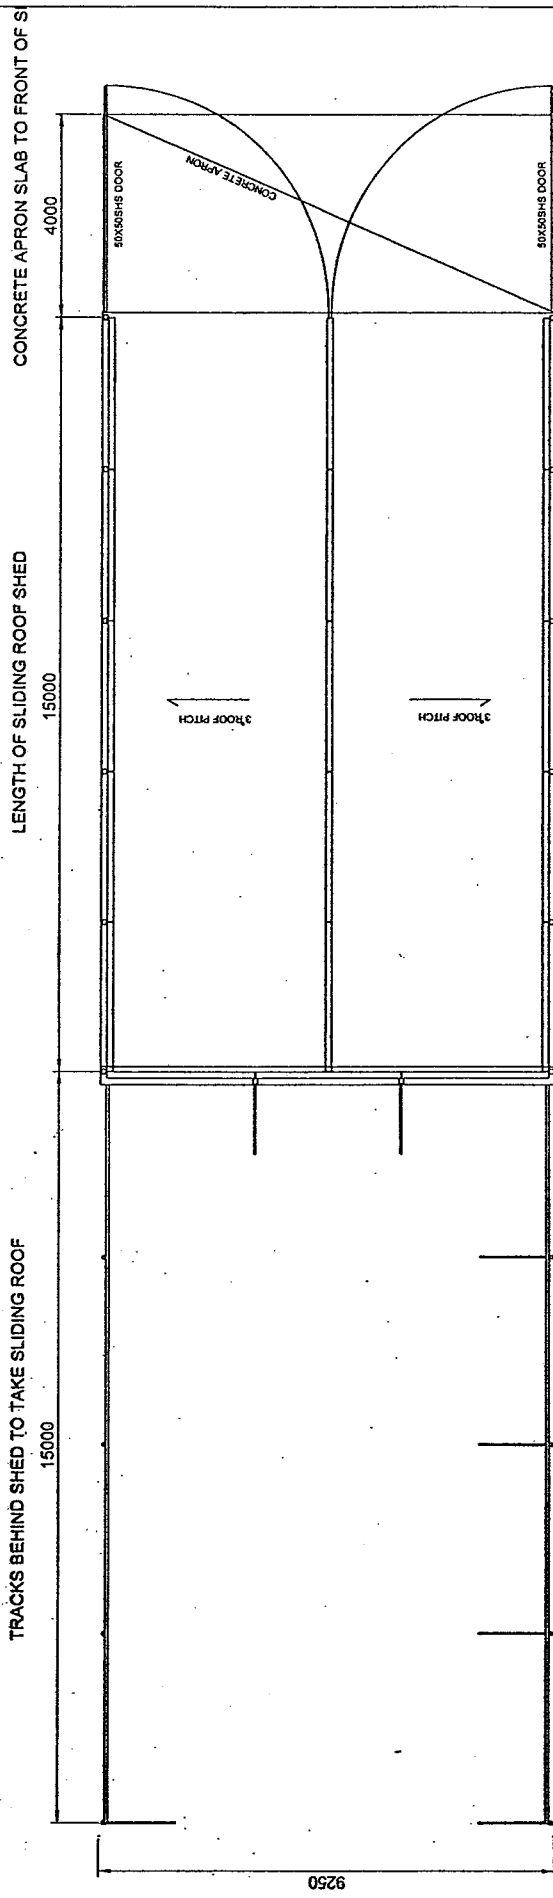 CONCRETE APRON SLAB TO FRONT OF S
4000
50X50SHS DOOR
CONCRETE APRON
50X50SHS DOOR
LENGTH OF SLIDING ROOF SHED
15000
3°ROOF PITCH
3°ROOF PITCH
TRACKS BEHIND SHED TO TAKE SLIDING ROOF
15000
9250